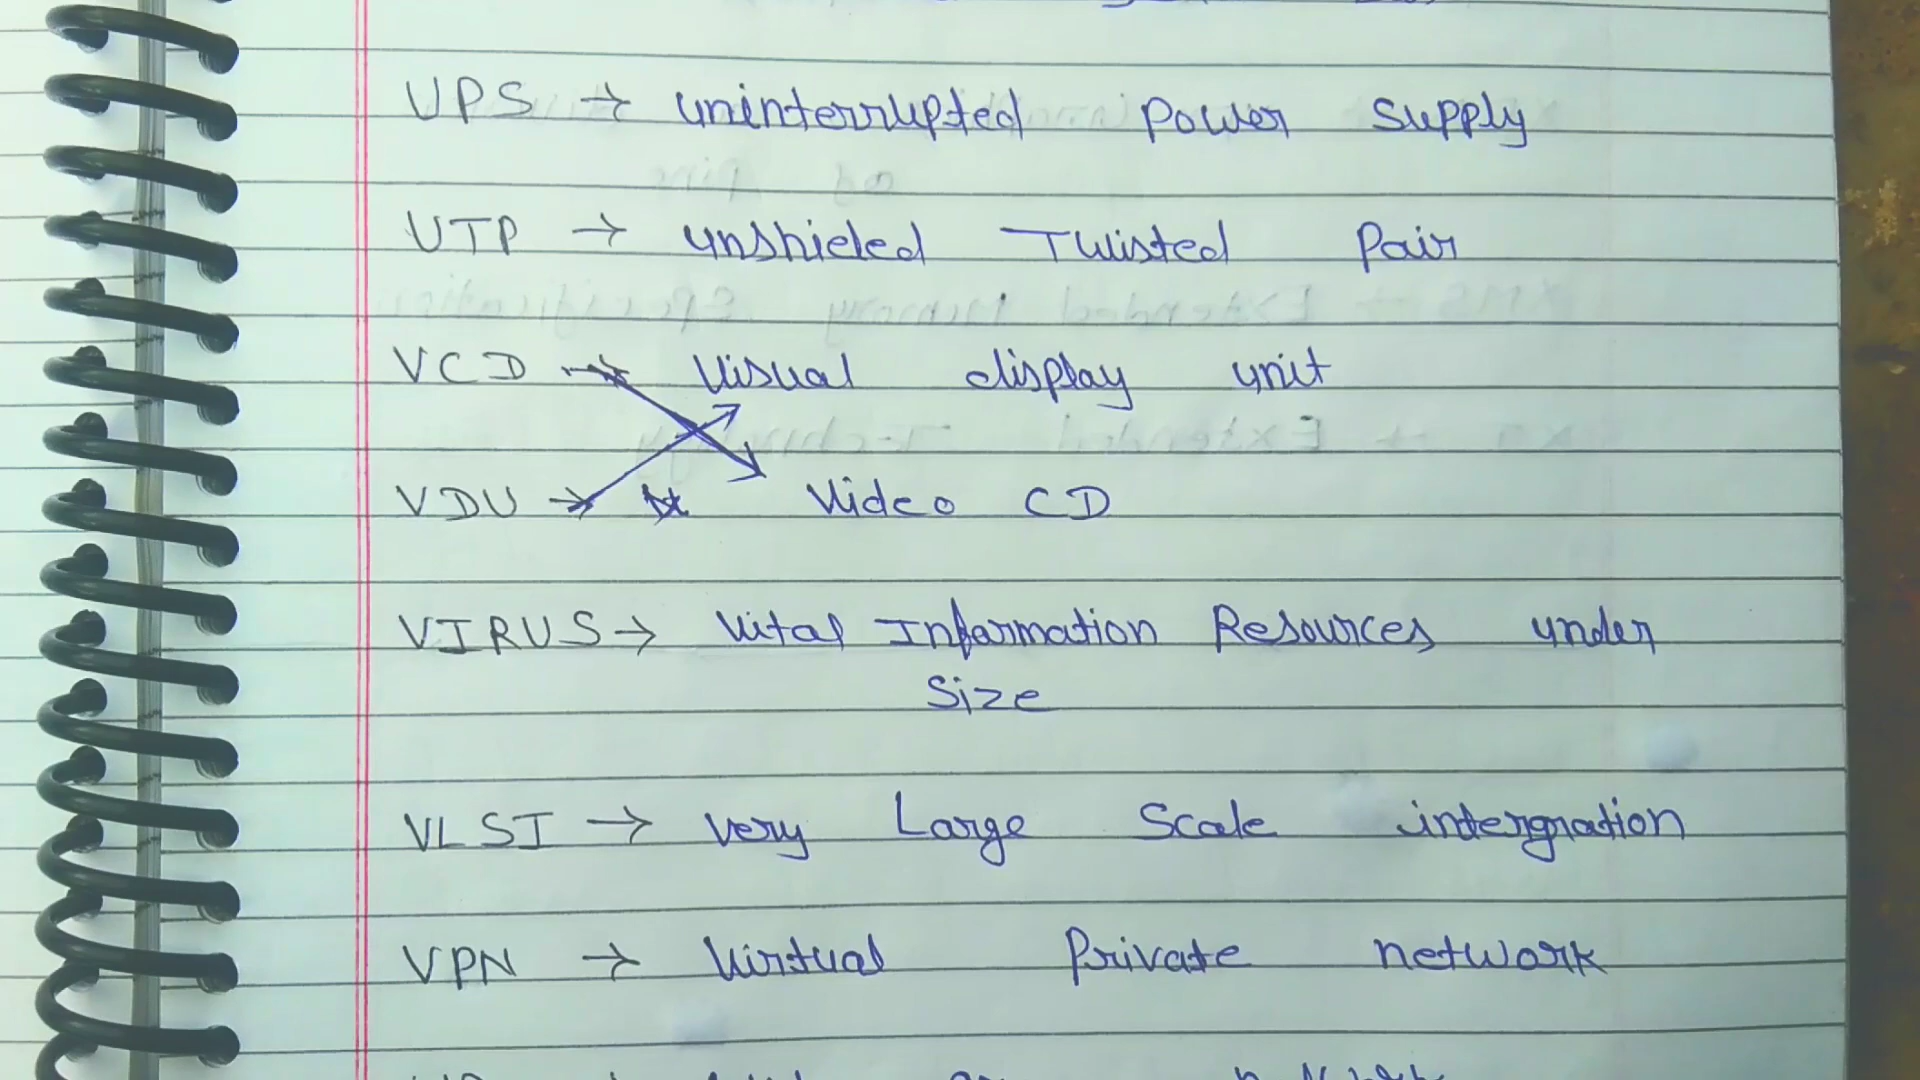 UPS → uninterrupted Power Supply
UTP → unshieled Twisted Pair
VCD → Visual display unit
VDU → Video CD
VIRUS → Vital Information Resources under
Size
VLSI → Very Large Scale intergration
VPN → Virtual Private network